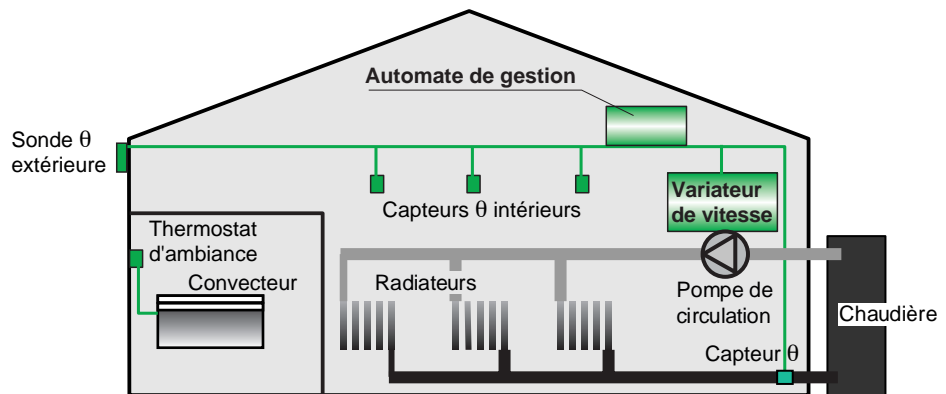 Automate de gestion
Sonde θ
extérieure
Variateur
de vitesse
Capteurs θ intérieurs
Thermostat
d'ambiance
Convecteur
Radiateurs
Pompe de
circulation
Chaudière
Capteur θ